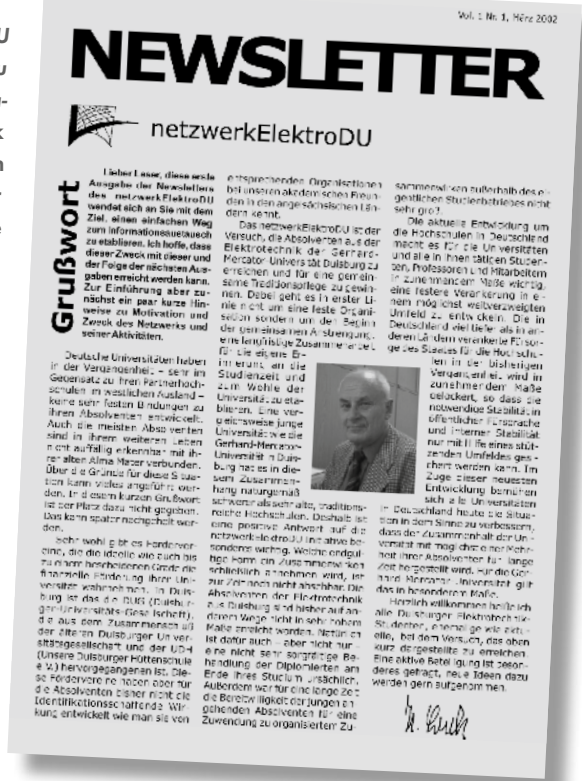 U
u
-
k
n
e
Vol. 1 Nr. 1, März 2002
NEWSLETTER
netzwerkElektroDU
Grußwort
Lieber Leser, diese erste
Ausgabe der Newsletters
des netzwerkElektroDU
wendet sich an Sie mit dem
Ziel, einen einfachen Weg
zum Informationsaustausch
zu etablieren. Ich hoffe, dass
dieser Zweck mit dieser und
der Folge der nächsten Aus-
gaben erreicht werden kann.
Zur Einführung aber zu-
nächst ein paar kurze Hin-
weise zu Motivation und
Zweck des Netzwerks und
seiner Aktivitäten.
Deutsche Universitäten haben
in der Vergangenheit – sehr im
Gegensatz zu ihren Partnerhoch-
schulen im westlichen Ausland –
keine sehr festen Bindungen zu
ihren Absolventen entwickelt.
Auch die meisten Absolventen
sind in ihrem weiteren Leben
nicht auffällig erkennbar mit ih-
rer alten Alma Mater verbunden.
Über die Gründe für diese Situa-
tion kann vieles angeführt wer-
den. In diesem kurzen Grußwort
ist der Platz dazu nicht gegeben.
Das kann später nachgeholt wer-
den.
Sehr wohl gibt es Förderver-
eine, die die ideelle wie auch bis
zu einem bescheidenen Grade die
finanzielle Förderung ihrer Uni-
versität wahrnehmen. In Duis-
burg ist das die DUG (Duisbur-
ger-Universitäts-Gesellschaft),
die aus dem Zusammenschluß
der älteren Duisburger Univer-
sitätsgesellschaft und der UDH
(Unsere Duisburger Hüttenschule
e.V.) hervorgegangen ist. Die-
se Fördervereine haben aber für
die Absolventen bisher nicht die
Identifikationsschaffende Wir-
kung entwickelt wie man sie von
entsprechenden Organisationen
bei unseren akademischen Freun-
den in den angelsächsischen Län-
dern kennt.
Das netzwerkElektroDU ist der
Versuch, die Absolventen aus der
Elektrotechnik der Gerhard-
Mercator-Universität Duisburg zu
erreichen und für eine gemein-
same Traditionspflege zu gewin-
nen. Dabei geht es in erster Li-
nie nicht um eine feste Organi-
sation sondern um den Beginn
der gemeinsamen Anstrengung,
eine langfristige Zusammenarbeit
für die eigene Er-
innerung an die
Studienzeit und
zum Wohle der
Universität zu eta-
blieren. Eine ver-
gleichsweise junge
Universität wie die
Gerhard-Mercator-
Universität in Duis-
burg hat es in die-
sem Zusammen-
hang naturgemäß
schwerer als sehr alte, traditions-
reiche Hochschulen. Deshalb ist
eine positive Antwort auf die
netzwerkElektroDU Initiative be-
sonders wichtig. Welche endgül-
tige Form ein Zusammenwirken
schließlich annehmen wird, ist
zur Zeit noch nicht absehbar. Die
Absolventen der Elektrotechnik
aus Duisburg sind bisher auf an-
derem Wege nicht in sehr hohem
Maße erreicht worden. Natürlich
ist dafür auch – aber nicht nur –
eine nicht sehr sorgfältige Be-
handlung der Diplomierten am
Ende ihres Studium ursächlich.
Außerdem war für eine lange Zeit
die Bereitwilligkeit der jungen an-
gehenden Absolventen für eine
Zuwendung zu organisiertem Zu-
sammenwirken außerhalb des ei-
gentlichen Studienbetriebes nicht
sehr groß.
Die aktuelle Entwicklung um
die Hochschulen in Deutschland
macht es für die Universitäten
und alle in ihnen tätigen Studen-
ten, Professoren und Mitarbeitern
in zunehmendem Maße wichtig,
eine festere Verankerung in ei-
nem möglichst weitverzweigten
Umfeld zu entwickeln. Die in
Deutschland viel tiefer als in an-
deren Ländern verankerte Fürsor-
ge des Staates für die Hochschu-
len in der bisherigen
Vergangenheit wird in
zunehmendem Maße
gelockert, so dass die
notwendige Stabilität in
öffentlicher Fürsprache
und interner Stabilität
nur mit Hilfe eines stüt-
zenden Umfeldes gesi-
chert werden kann. Im
Zuge dieser neuesten
Entwicklung bemühen
sich alle Universitäten
in Deutschland heute die Situa-
tion in dem Sinne zu verbessern,
dass der Zusammenhalt der Uni-
versität mit möglichst einer Mehr-
heit ihrer Absolventen für lange
Zeit hergestellt wird. Für die Ger-
hard Mercator Universität gilt
das in besonderem Maße.
Herzlich willkommen heiße ich
alle Duisburger Elektrotechnik-
Studenten, ehemalige wie aktu-
elle, bei dem Versuch, das oben
kurz dargestellte zu erreichen.
Eine aktive Beteiligung ist beson-
deres gefragt, neue Ideen dazu
werden gern aufgenommen.